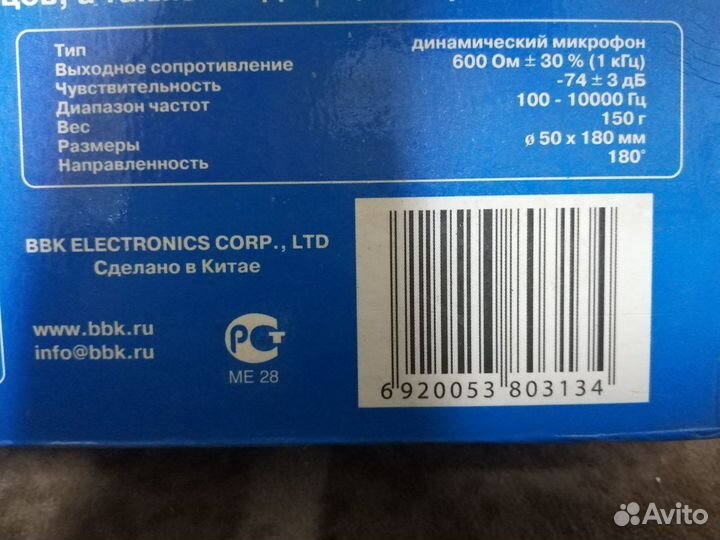 Тип динамический микрофон
Выходное сопротивление 600 Ом ± 30 % (1 кГц)
Чувствительность -74 ± 3 дБ
Диапазон частот 100 - 10000 Гц
Вес 150 г
Размеры ø 50 x 180 мм
Направленность 180°
BBK ELECTRONICS CORP., LTD
Сделано в Китае
www.bbk.ru
info@bbk.ru
РСТ
ME 28
6 920053 803134
Avito